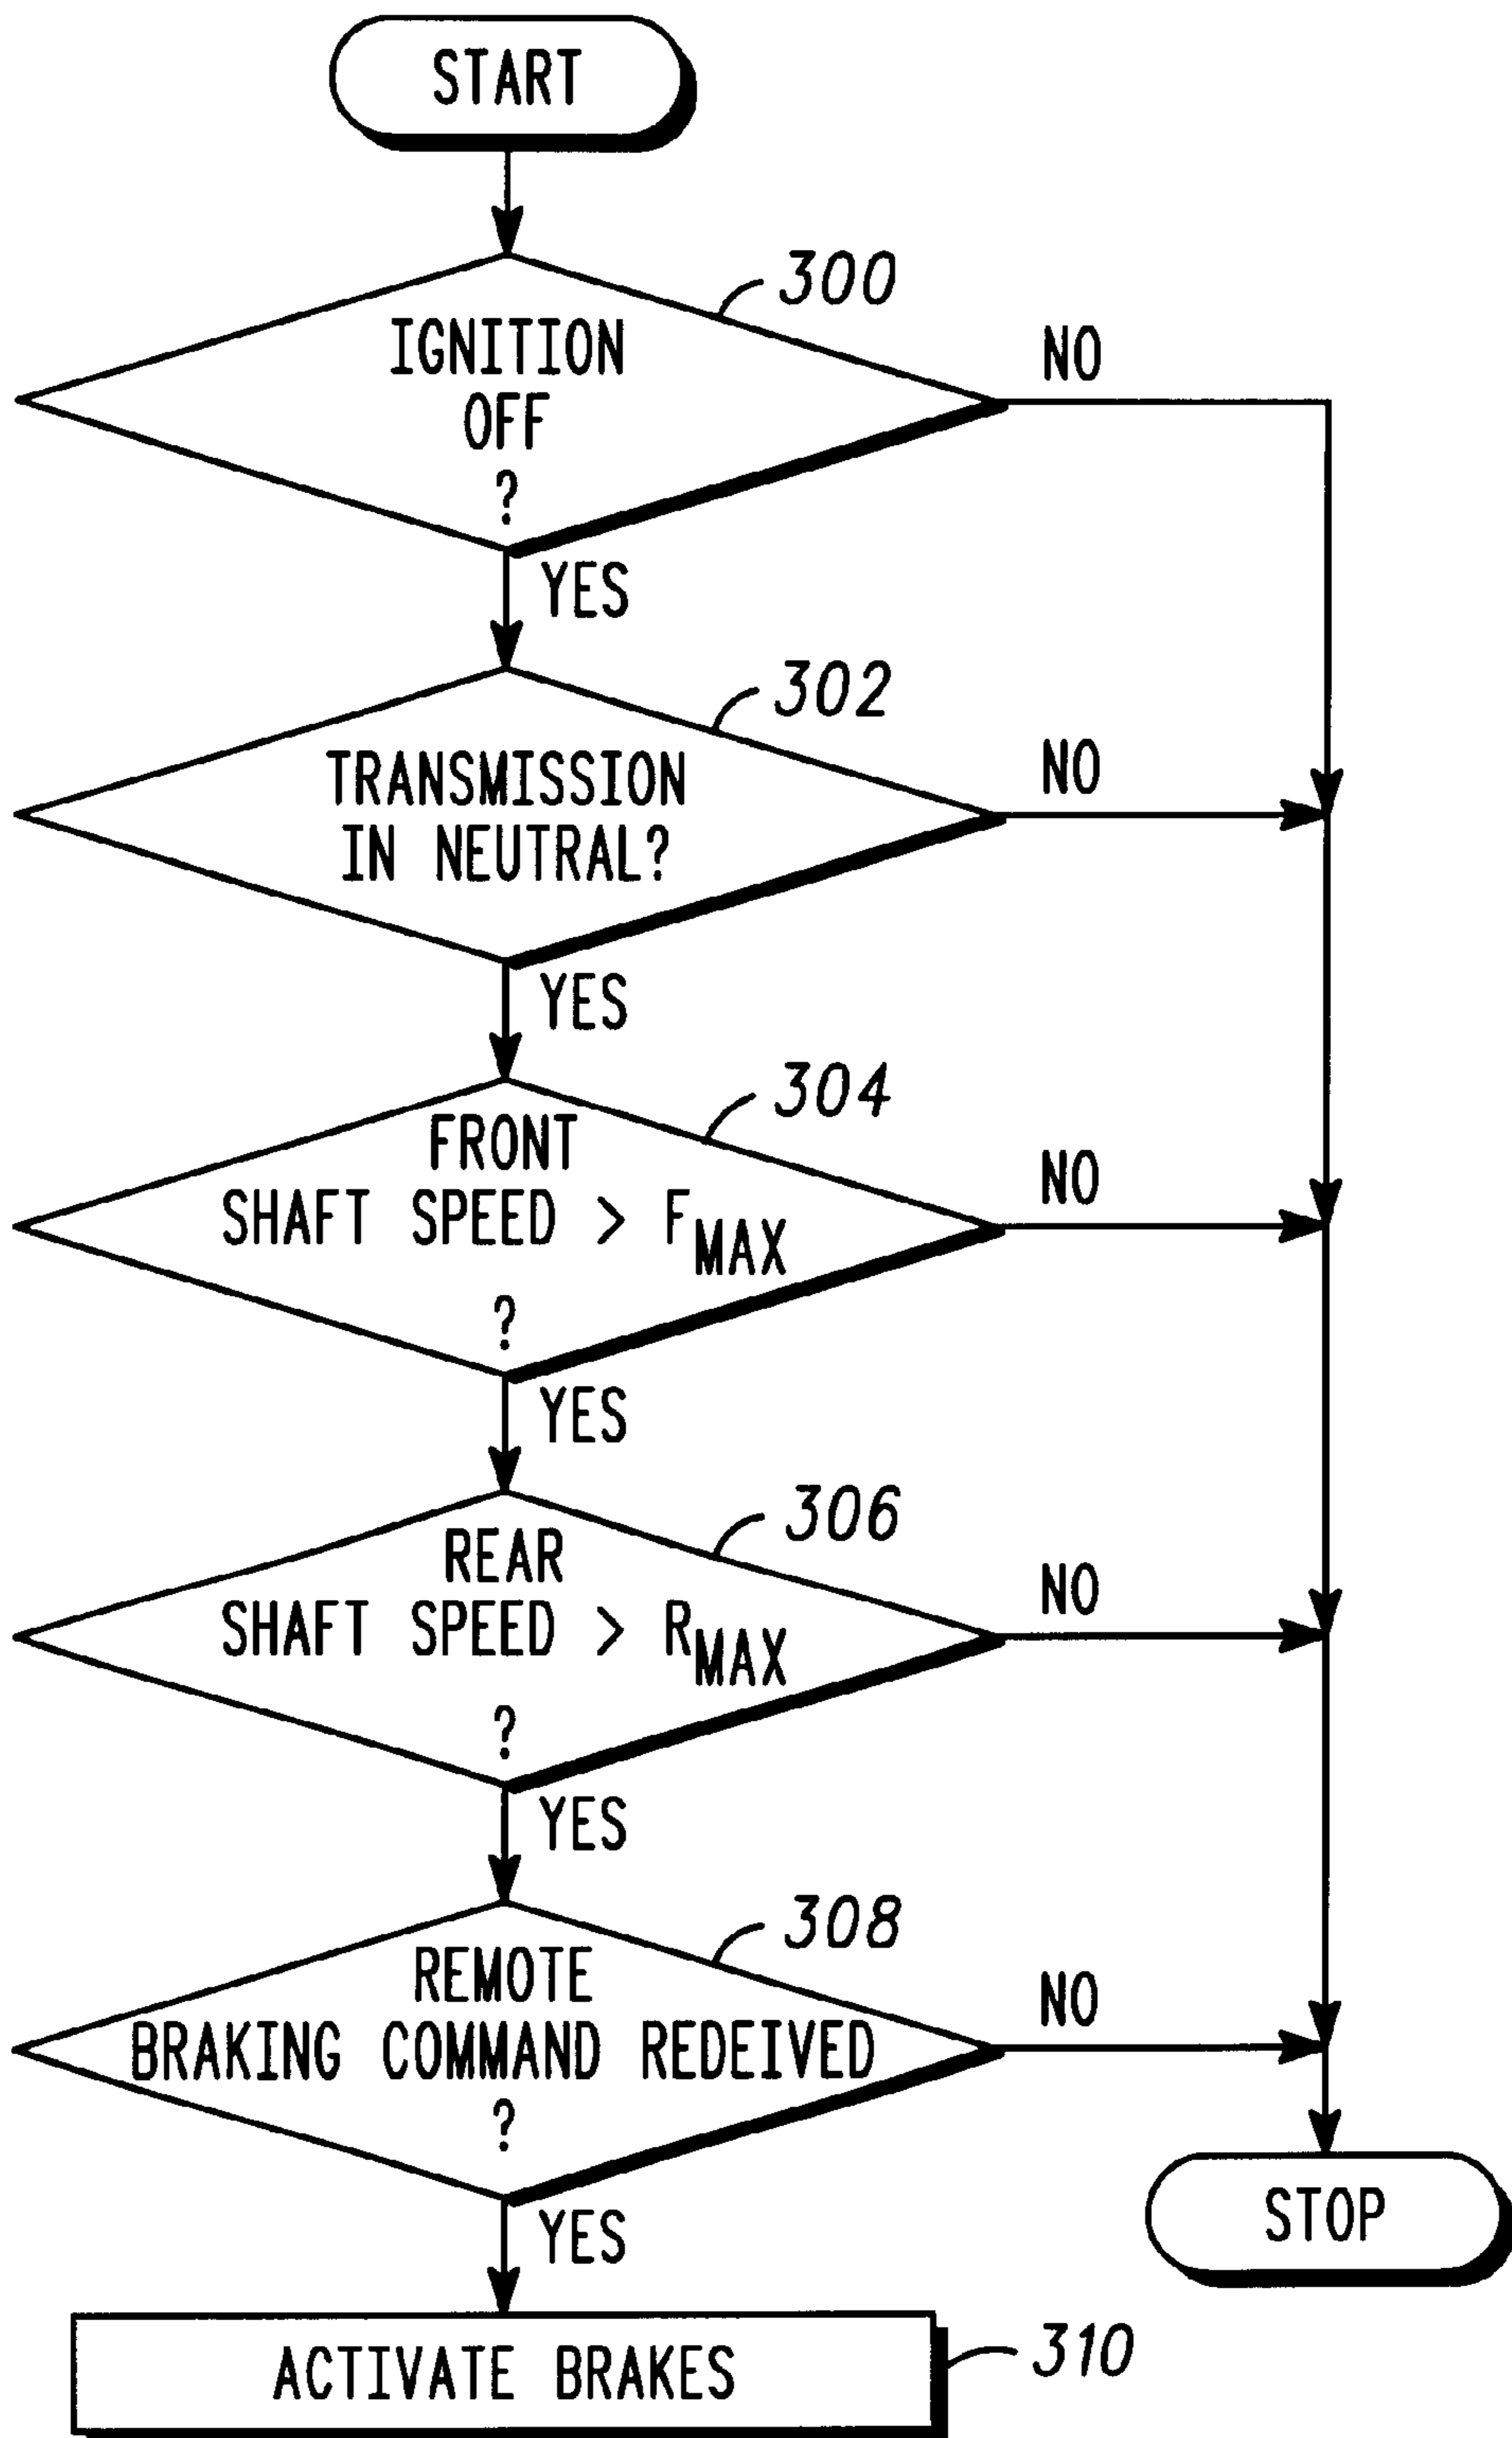 START
300
IGNITION
OFF
?
NO
YES
302
TRANSMISSION
IN NEUTRAL?
NO
YES
304
FRONT
SHAFT SPEED > FMAX
?
NO
YES
306
REAR
SHAFT SPEED > RMAX
?
NO
YES
308
REMOTE
BRAKING COMMAND REDEIVED
?
NO
YES
STOP
ACTIVATE BRAKES
310